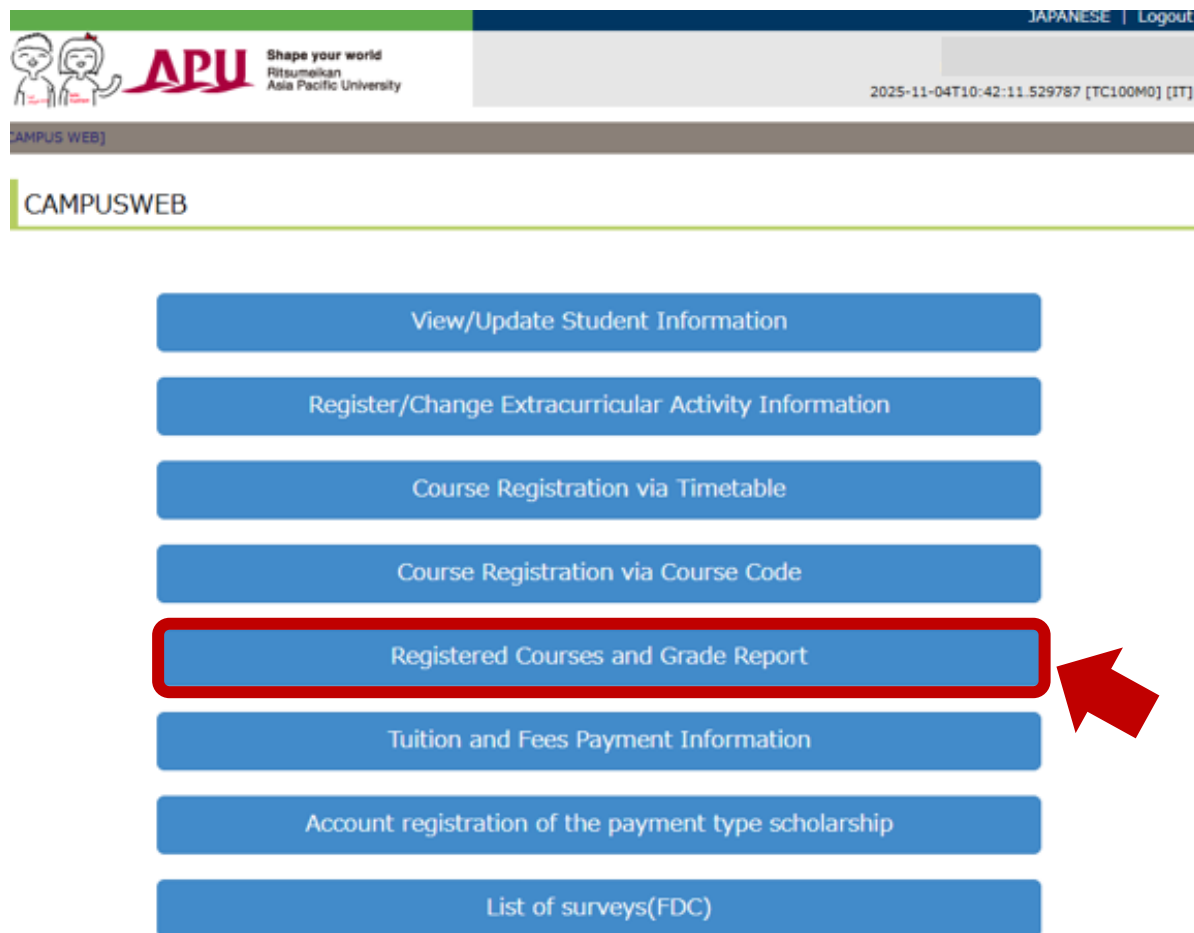 JAPANESE | Logout
APU
Shape your world
Ritsumeikan
Asia Pacific University
2025-11-04T10:42:11.529787 [TC100M0] [IT]
CAMPUS WEB]
CAMPUSWEB
View/Update Student Information
Register/Change Extracurricular Activity Information
Course Registration via Timetable
Course Registration via Course Code
Registered Courses and Grade Report
Tuition and Fees Payment Information
Account registration of the payment type scholarship
List of surveys(FDC)